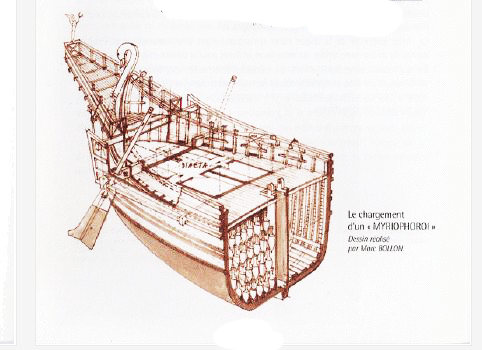 Le chargement
d'un « MYRIOPHOROI »
Dessin réalisé
par Marc BOLLON